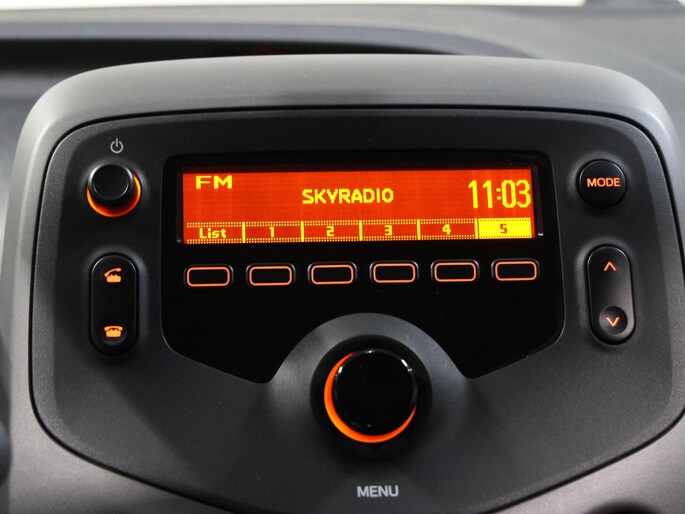 FM
SKYRADIO
11:03
MODE
List 1 2 3 4 5
MENU